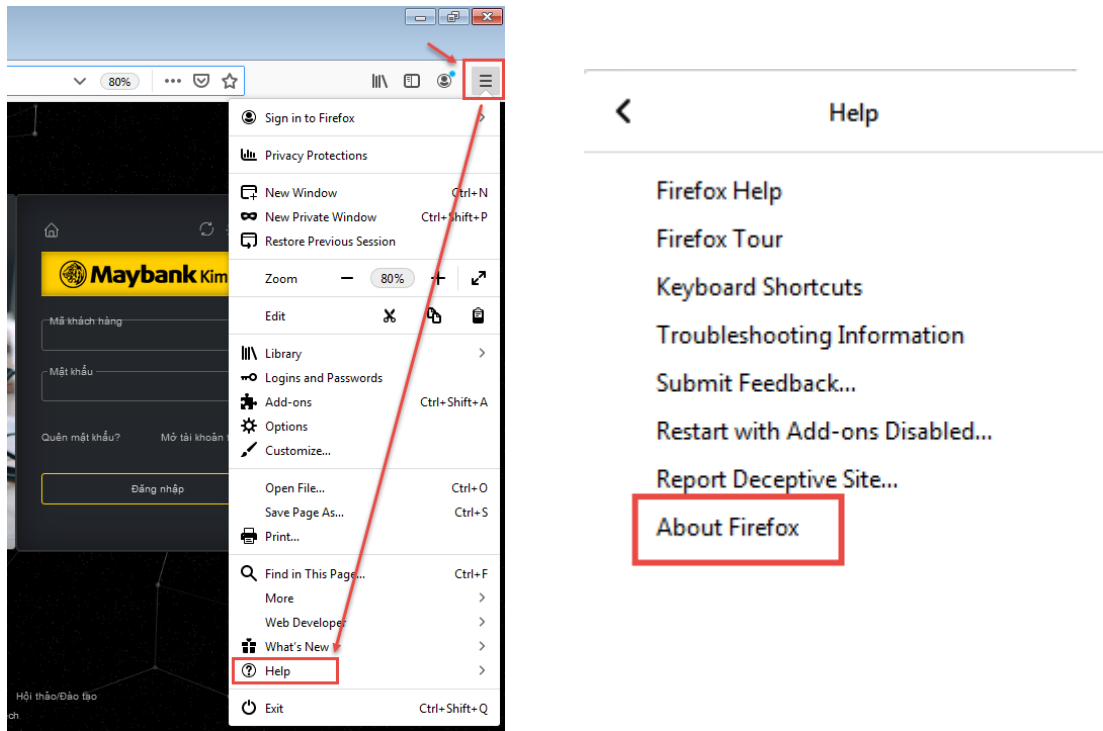 80%
Sign in to Firefox
Privacy Protections
New Window Ctrl+N
New Private Window Ctrl+Shift+P
Restore Previous Session
Zoom 80%
Edit
Library
Logins and Passwords
Add-ons Ctrl+Shift+A
Options
Customize...
Open File... Ctrl+O
Save Page As... Ctrl+S
Print...
Find in This Page... Ctrl+F
More
Web Developer
What's New
Help
Exit Ctrl+Shift+Q
Maybank Kim
Mã khách hàng
Mật khẩu
Quên mật khẩu? Mở tài khoản
Đăng nhập
Hội thảo/Đào tạo
ch
Help
Firefox Help
Firefox Tour
Keyboard Shortcuts
Troubleshooting Information
Submit Feedback...
Restart with Add-ons Disabled...
Report Deceptive Site...
About Firefox